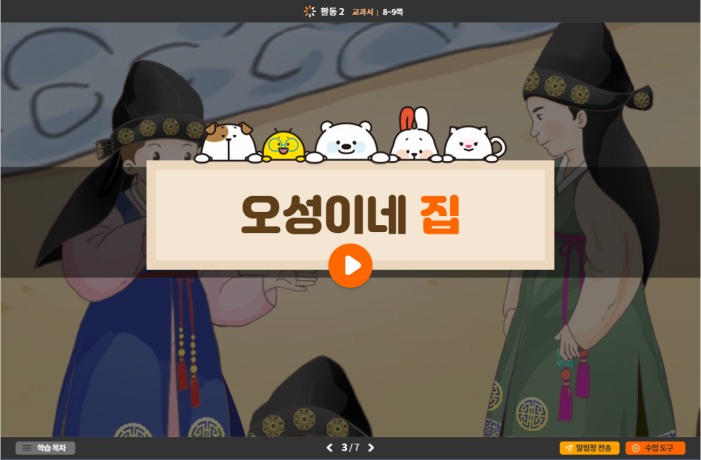 활동 2 교과서 | 8~9쪽
오성이네 집
학습 목차
3 / 7
알림장 전송
수업 도구